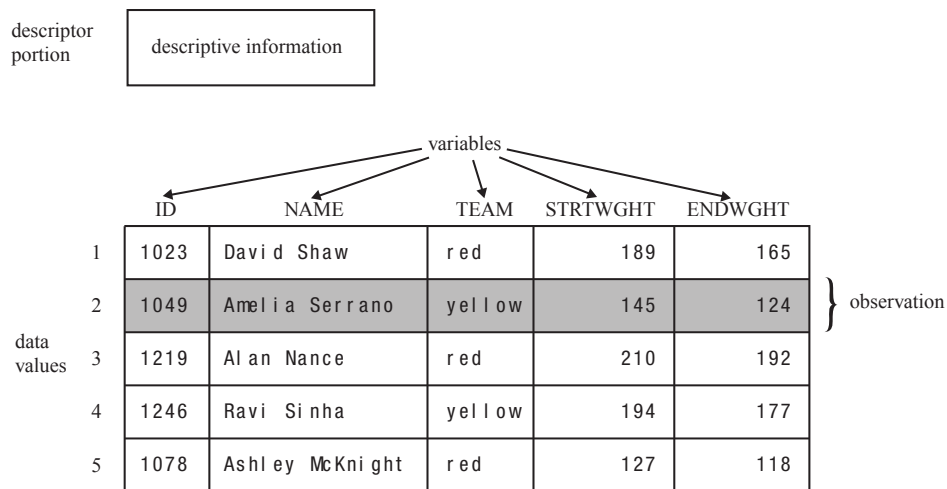 descriptor
portion
descriptive information
variables
ID NAME TEAM STRTWGHT ENDWGHT
1 1023 David Shaw red 189 165
2 1049 Amelia Serrano yellow 145 124
observation
data
values
3 1219 Alan Nance red 210 192
4 1246 Ravi Sinha yellow 194 177
5 1078 Ashley McKnight red 127 118